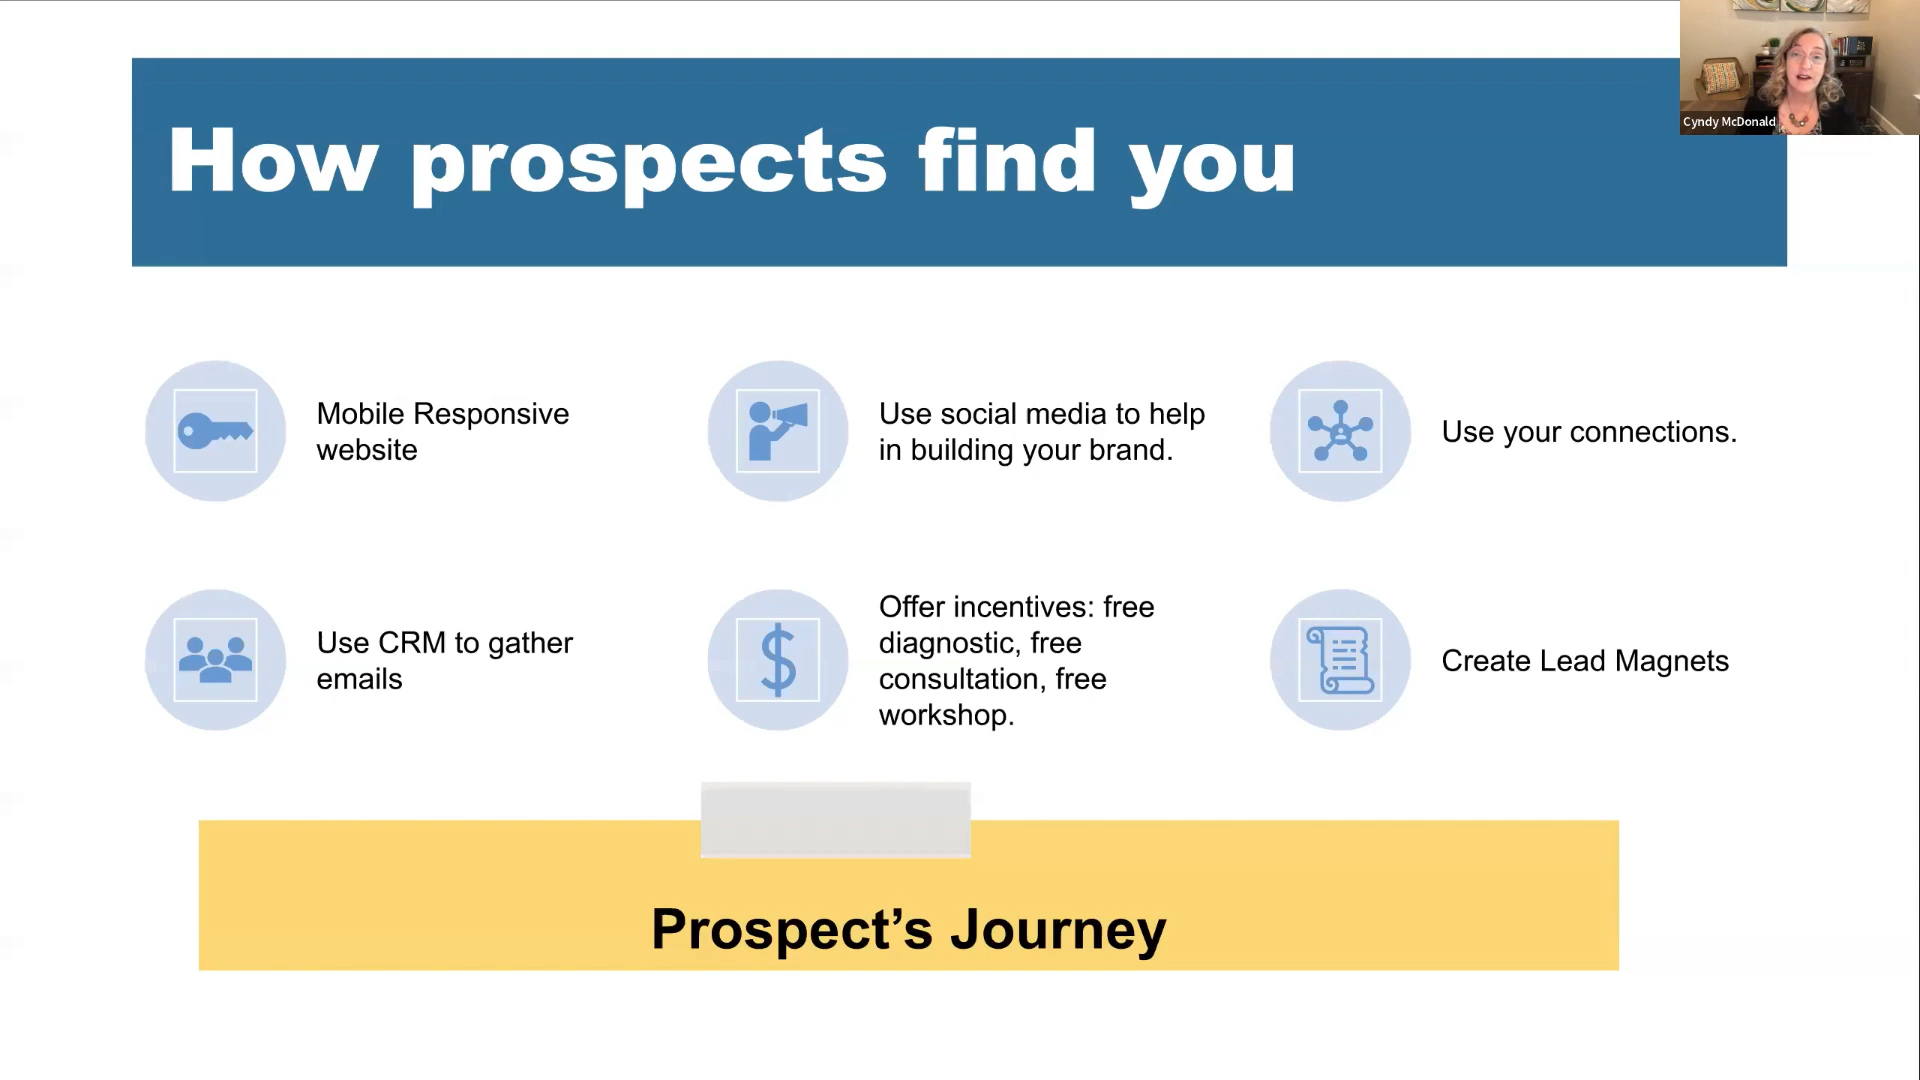 How prospects find you
Cyndy McDonald
Mobile Responsive
website
Use social media to help
in building your brand.
Use your connections.
Use CRM to gather
emails
Offer incentives: free
diagnostic, free
consultation, free
workshop.
Create Lead Magnets
Prospect’s Journey